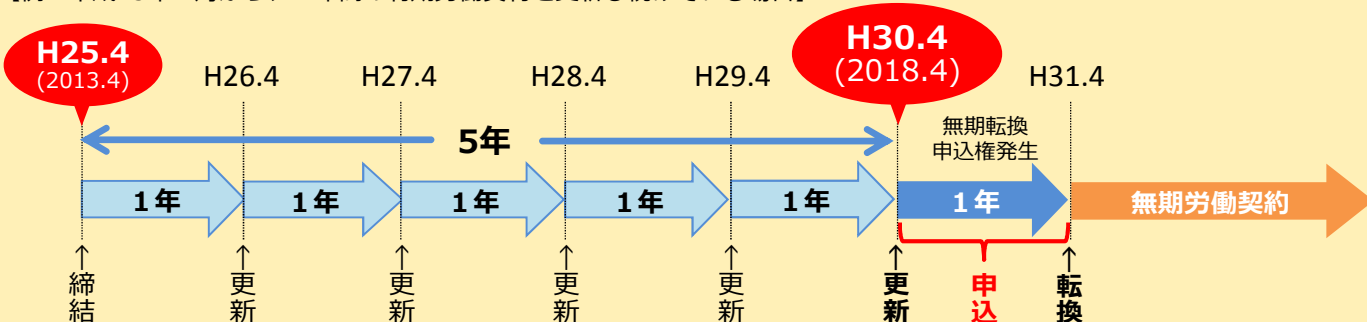 H25.4
(2013.4)
H26.4
H27.4
H28.4
H29.4
H30.4
(2018.4)
H31.4
5年
無期転換
申込権発生
1年
1年
1年
1年
1年
1年
無期労働契約
↑締結
↑更新
↑更新
↑更新
↑更新
↑更新
申込
↑転換